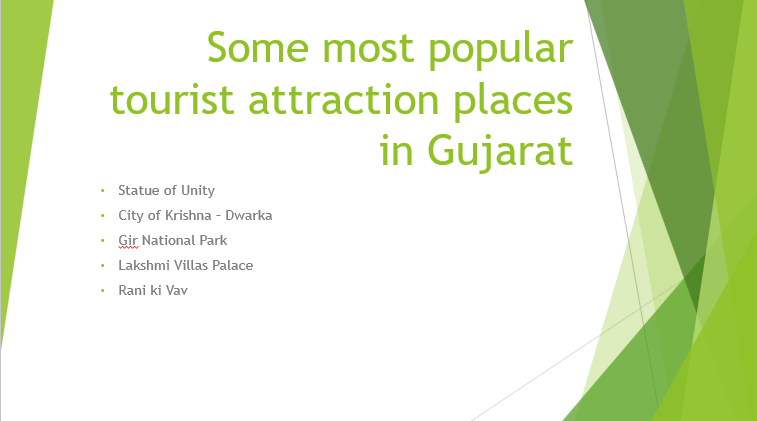 Some most popular
tourist attraction places
in Gujarat
• Statue of Unity
• City of Krishna – Dwarka
• Gir National Park
• Lakshmi Villas Palace
• Rani ki Vav